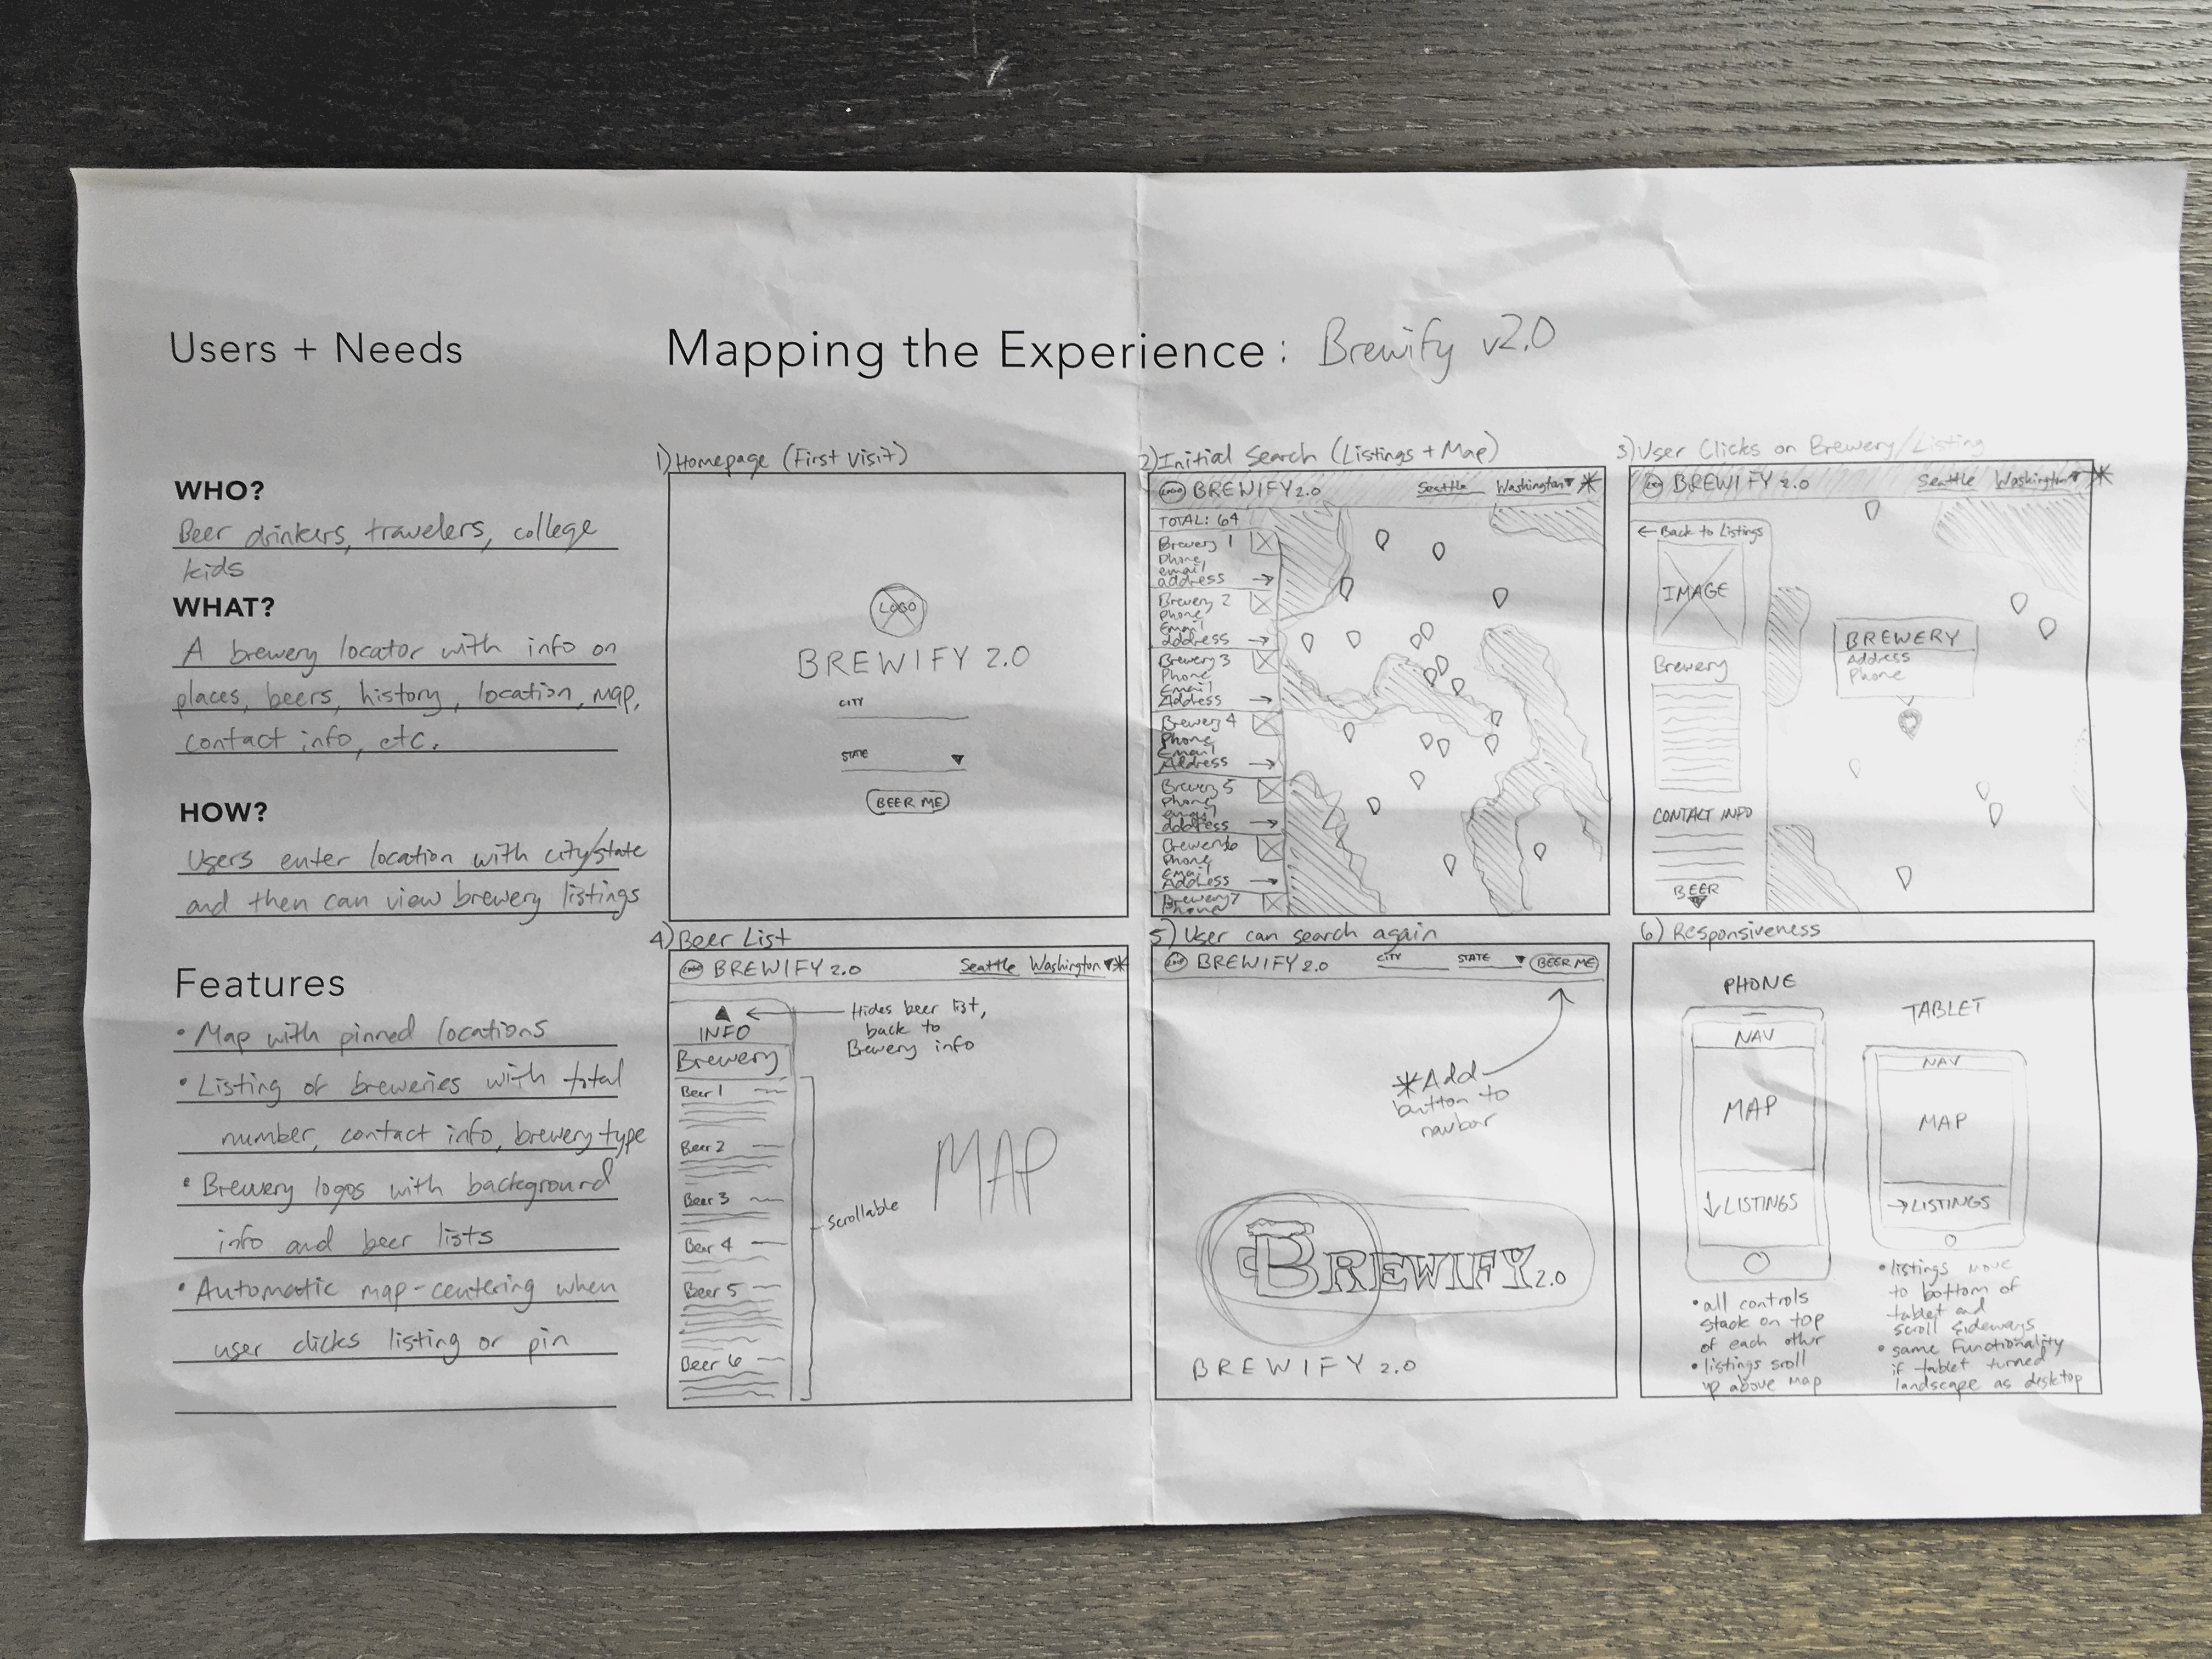 Users + Needs
Mapping the Experience: Brewify v2.0
WHO?
Beer drinkers, travelers, college
kids
WHAT?
A brewery locator with info on
places, beers, history, location, map,
contact info, etc.
HOW?
Users enter location with city/state
and then can view brewery listings
Features
• Map with pinned locations
• Listing of breweries with total
number, contact info, brewery type
• Brewery logos with background
info and beer lists
• Automatic map-centering when
user clicks listing or pin
1) Homepage (First Visit)
LOGO
BREWIFY 2.0
CITY
STATE
BEER ME
2) Initial Search (Listings + Map)
LOGO BREWIFY 2.0 Seattle Washington ▼ *
TOTAL: 64
Brewery 1
Phone
email
address →
Brewery 2
Phone
Email
address →
Brewery 3
Phone
Email
Address →
Brewery 4
Phone
Email
Address →
Brewery 5
Phone
email
address →
Brewery 6
Phone
email
Address →
Brewery 7
Phone
3) User Clicks on Brewery/Listing
BREWIFY 2.0 Seattle Washington ▼ *
← Back to Listings
IMAGE
Brewery
CONTACT INFO
BEER
BREWERY
Address
Phone
4) Beer List
LOGO BREWIFY 2.0 Seattle Washington ▼ *
INFO
Brewery
Beer 1
Beer 2
Beer 3
Beer 4
Beer 5
Beer 6
Hides beer list,
back to
Brewery info
Scrollable
MAP
5) User can search again
LOGO BREWIFY 2.0 CITY STATE ▼ BEER ME
* Add
button to
navbar
BREWIFY 2.0
BREWIFY 2.0
6) Responsiveness
PHONE
NAV
MAP
↓ LISTINGS
• all controls
stack on top
of each other
• listings sroll
up above map
TABLET
NAV
MAP
→ LISTINGS
• listings move
to bottom of
tablet and
scroll sideways
• same functionality
if tablet turned
landscape as desktop